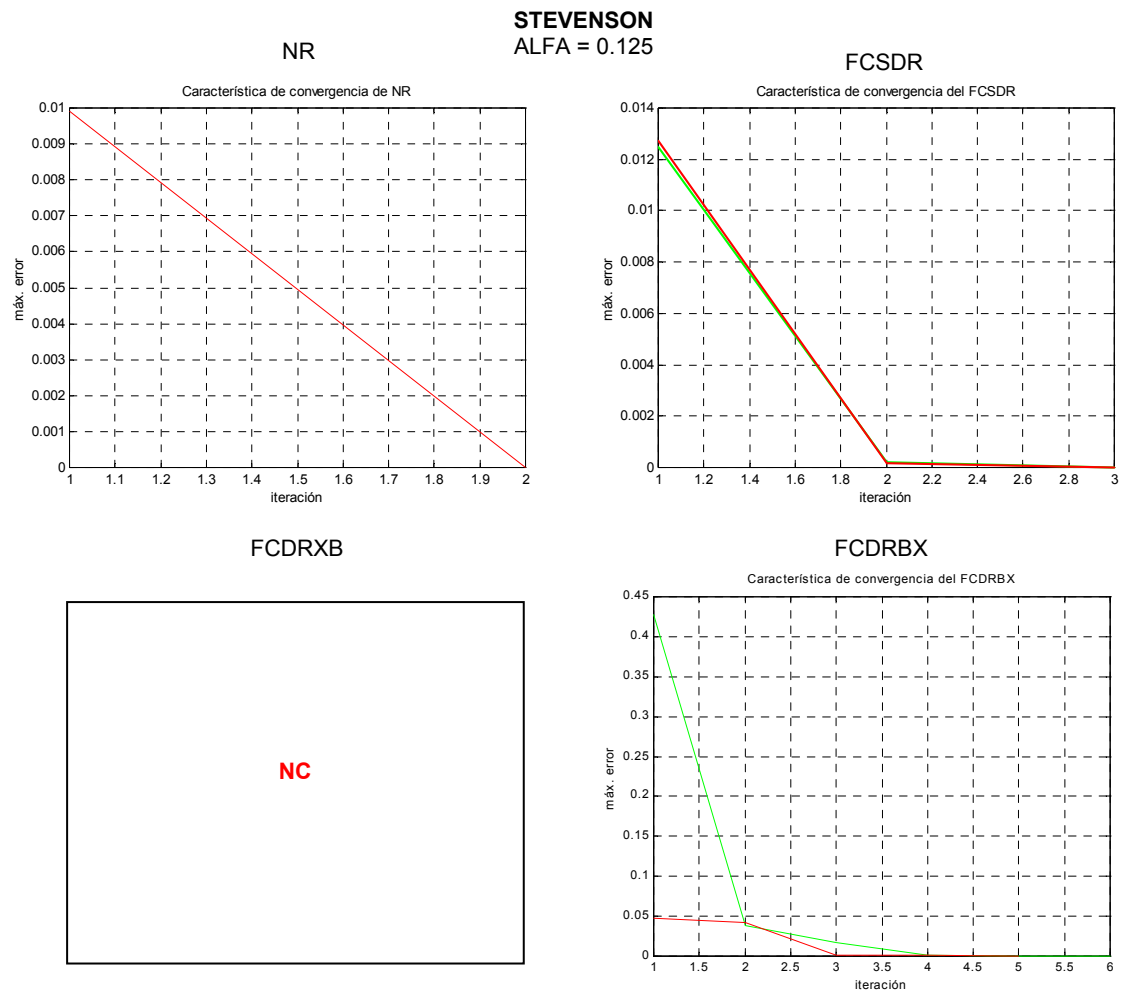 STEVENSON
ALFA = 0.125
NR
Característica de convergencia de NR
0.01
0.009
0.008
0.007
0.006
0.005
0.004
0.003
0.002
0.001
0
máx. error
1 1.1 1.2 1.3 1.4 1.5 1.6 1.7 1.8 1.9 2
iteración
FCSDR
Característica de convergencia del FCSDR
0.014
0.012
0.01
0.008
0.006
0.004
0.002
0
máx. error
1 1.2 1.4 1.6 1.8 2 2.2 2.4 2.6 2.8 3
iteración
FCDRXB
NC
FCDRBX
Característica de convergencia del FCDRBX
0.45
0.4
0.35
0.3
0.25
0.2
0.15
0.1
0.05
0
máx. error
1 1.5 2 2.5 3 3.5 4 4.5 5 5.5 6
iteración